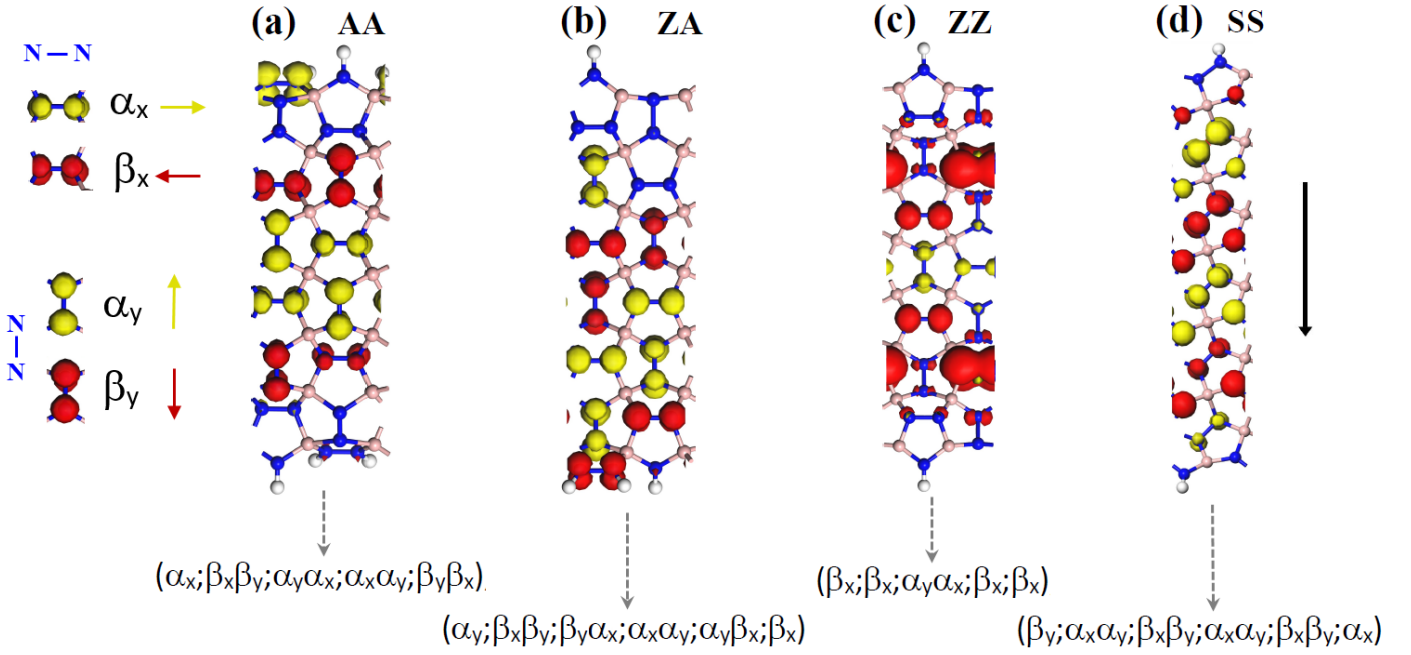 (a) AA
(b) ZA
(c) ZZ
(d) SS
N—N
αx
βx
αy
βy
N
|
N
(αx;βxβy;αyαx;αxαy;βyβx)
(αy;βxβy;βyαx;αxαy;αyβx;βx)
(βx;βx;αyαx;βx;βx)
(βy;αxαy;βxβy;αxαy;βxβy;αx)